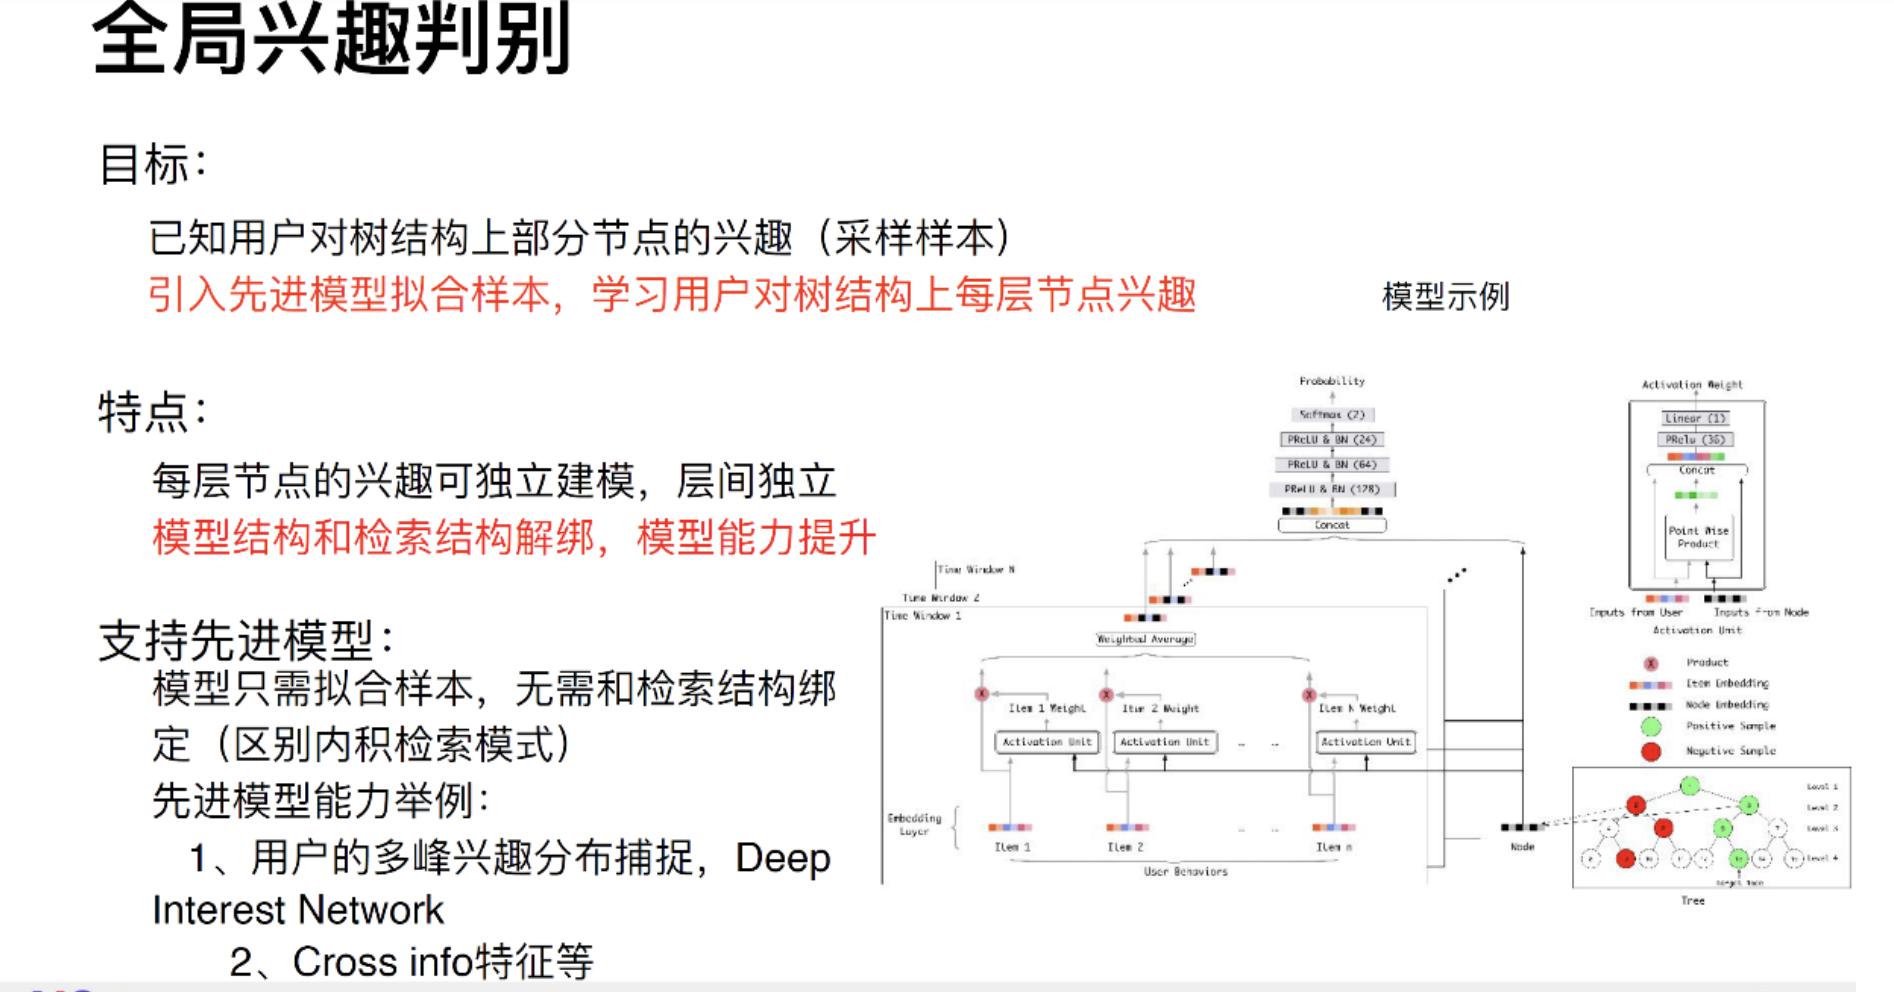 全局兴趣判别
目标：
已知用户对树结构上部分节点的兴趣（采样样本）
引入先进模型拟合样本，学习用户对树结构上每层节点兴趣
特点：
每层节点的兴趣可独立建模，层间独立
模型结构和检索结构解绑，模型能力提升
支持先进模型：
模型只需拟合样本，无需和检索结构绑
定（区别内积检索模式）
先进模型能力举例：
1、用户的多峰兴趣分布捕捉，Deep
Interest Network
2、Cross info特征等
模型示例
Probability
Softmax (2)
PReLU & BN (24)
PReLU & BN (64)
PReLU & BN (128)
Concat
Time Window N
Time Window 2
Time Window 1
Weighted Average
X
X
X
Item 1 Weight
Item 2 Weight
Item N Weight
Activation Unit
Activation Unit
Activation Unit
Embedding
Layer
Item 1
Item 2
Item n
User Behaviors
Node
Activation Weight
Linear (1)
PRelu (36)
Concat
Point Wise
Product
Inputs from User
Inputs from Node
Activation Unit
X
Product
Item Embedding
Node Embedding
Positive Sample
Negative Sample
Level 1
Level 2
Level 3
Level 4
Target Node
Tree